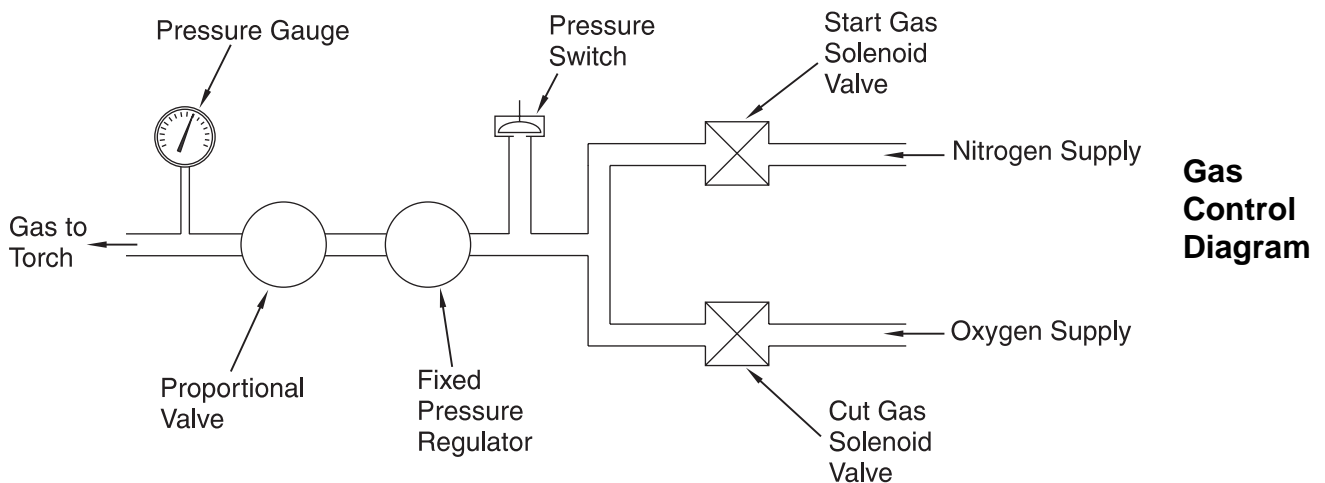 Pressure Gauge
Pressure
Switch
Start Gas
Solenoid
Valve
Nitrogen Supply
Gas
Control
Diagram
Gas to
Torch
Oxygen Supply
Proportional
Valve
Fixed
Pressure
Regulator
Cut Gas
Solenoid
Valve